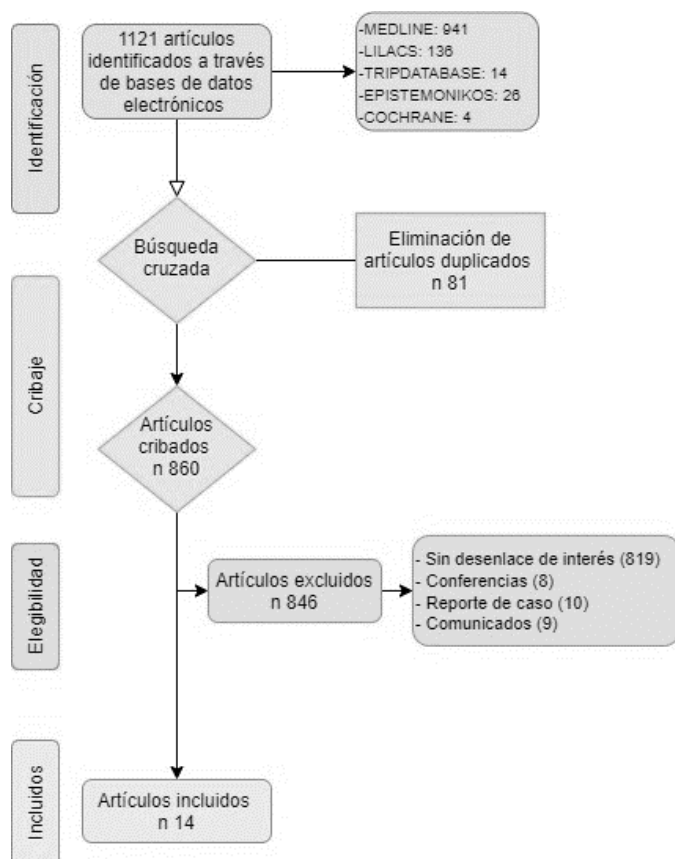 Identificación
1121 artículos
identificados a través
de bases de datos
electrónicos
-MEDLINE: 941
-LILACS: 136
-TRIPDATABASE: 14
-EPISTEMONIKOS: 26
-COCHRANE: 4
Búsqueda
cruzada
Eliminación de
artículos duplicados
n 81
Cribaje
Artículos
cribados
n 860
Elegibilidad
Artículos excluidos
n 846
- Sin desenlace de interés (819)
- Conferencias (8)
- Reporte de caso (10)
- Comunicados (9)
Incluidos
Artículos incluidos
n 14